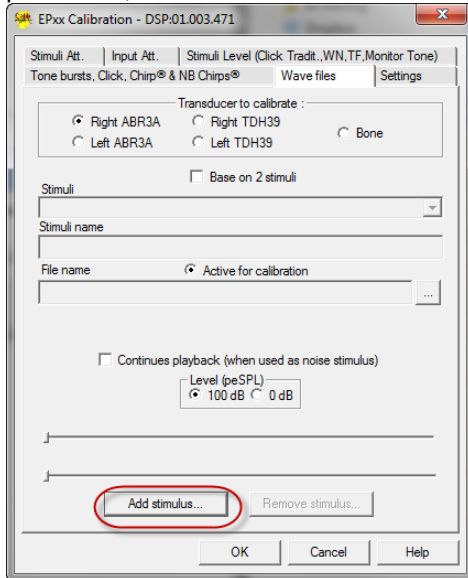 EPxx Calibration - DSP:01.003.471
Stimuli Att. Input Att. Stimuli Level (Click Tradit.,WN,TF,Monitor Tone)
Tone bursts, Click, Chirp® & NB Chirps® Wave files Settings
Transducer to calibrate :
Right ABR3A Right TDH39
Bone
Left ABR3A Left TDH39
Base on 2 stimuli
Stimuli
Stimuli name
File name Active for calibration
...
Continues playback (when used as noise stimulus)
Level (peSPL)
100 dB 0 dB
Add stimulus... Remove stimulus...
OK Cancel Help